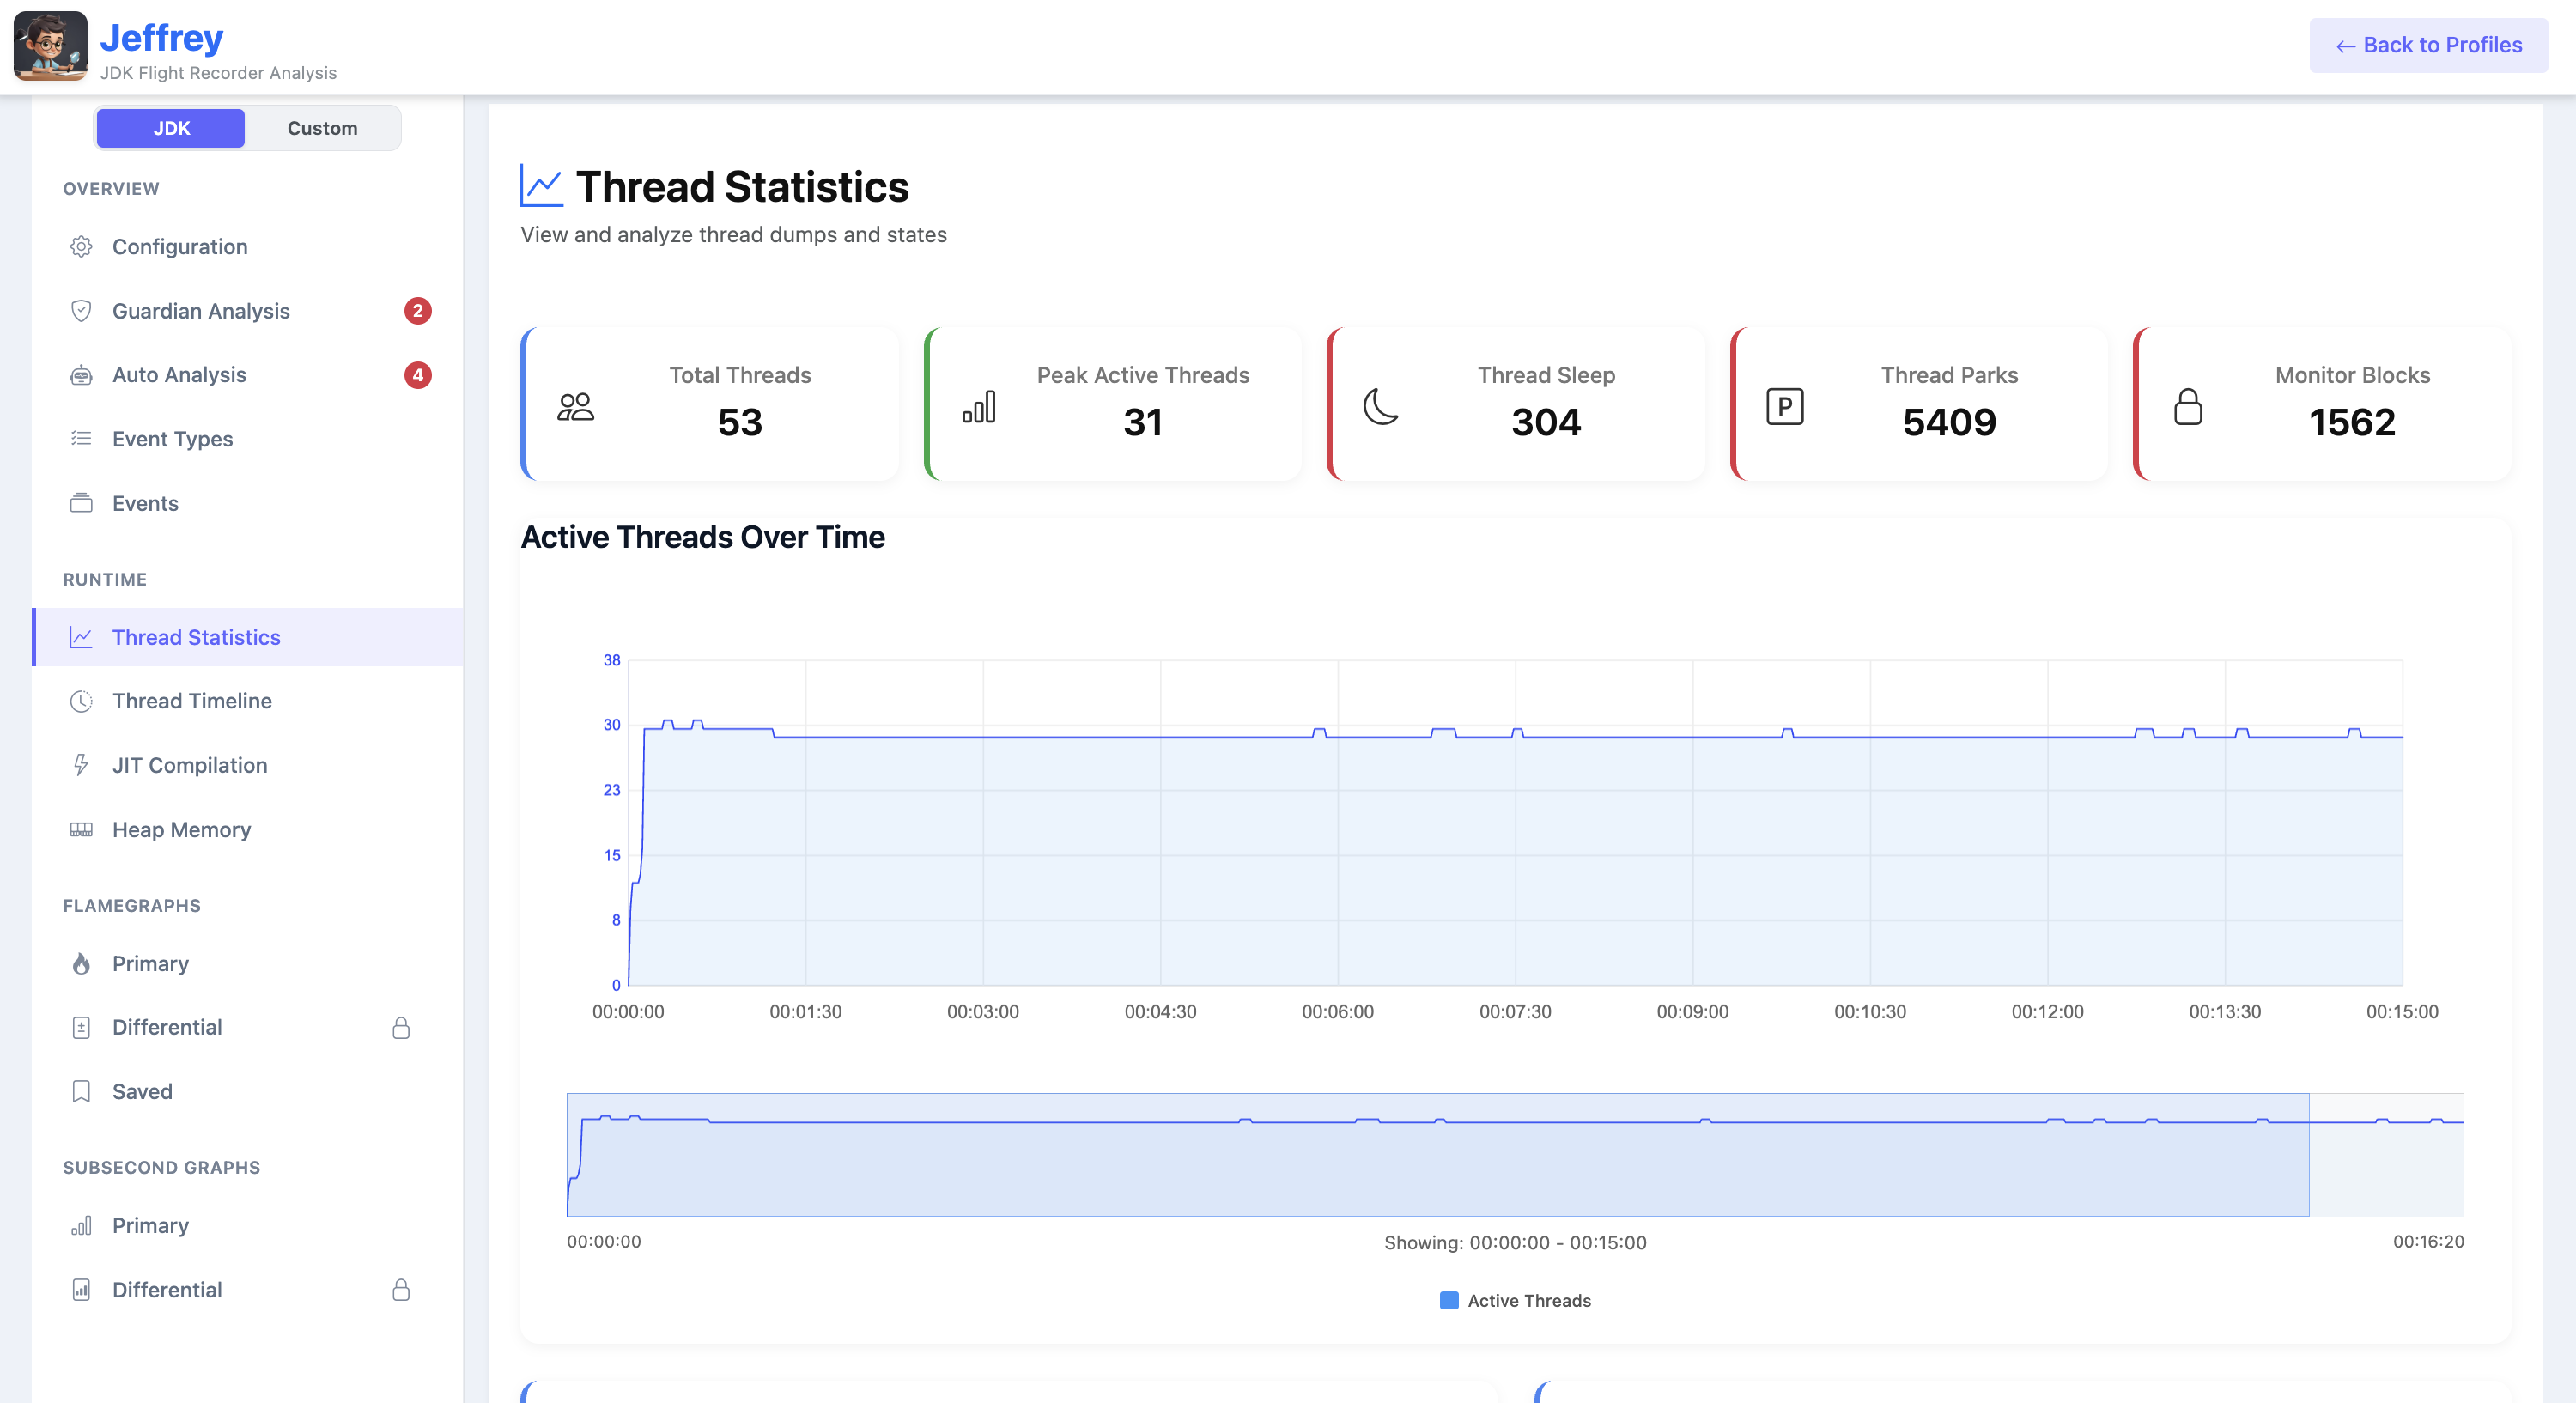 Jeffrey
JDK Flight Recorder Analysis
← Back to Profiles
JDK
Custom
OVERVIEW
Configuration
Guardian Analysis
2
Auto Analysis
4
Event Types
Events
RUNTIME
Thread Statistics
Thread Timeline
JIT Compilation
Heap Memory
FLAMEGRAPHS
Primary
Differential
Saved
SUBSECOND GRAPHS
Primary
Differential
Thread Statistics
View and analyze thread dumps and states
Total Threads
53
Peak Active Threads
31
Thread Sleep
304
P
Thread Parks
5409
Monitor Blocks
1562
Active Threads Over Time
38
30
23
15
8
0
00:00:00 00:01:30 00:03:00 00:04:30 00:06:00 00:07:30 00:09:00 00:10:30 00:12:00 00:13:30 00:15:00
00:00:00 Showing: 00:00:00 - 00:15:00 00:16:20
Active Threads